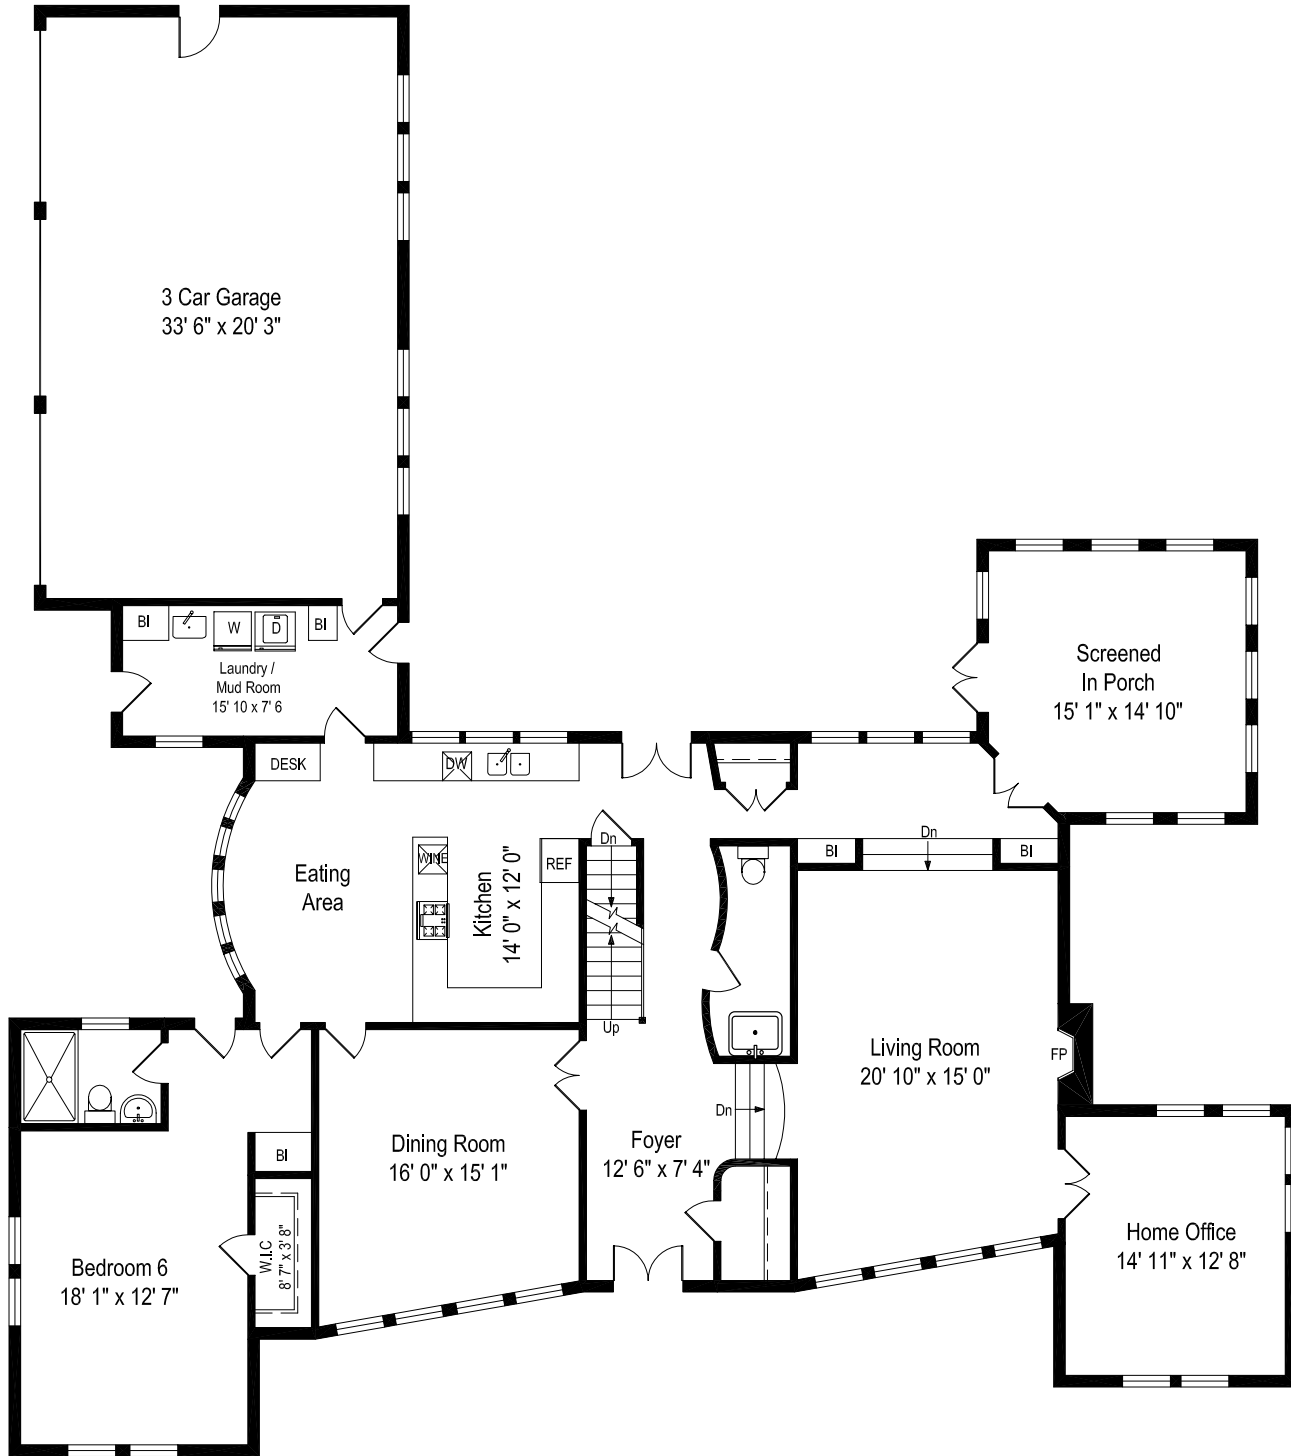 3 Car Garage
33' 6" x 20' 3"
BI
W
D
BI
Laundry /
Mud Room
15' 10 x 7' 6
Screened
In Porch
15' 1" x 14' 10"
DESK
DW
Dn
Dn
WINE
REF
BI
BI
Eating
Area
Kitchen
14' 0" x 12' 0"
Up
Living Room
20' 10" x 15' 0"
FP
Dn
Foyer
12' 6" x 7' 4"
Dining Room
16' 0" x 15' 1"
BI
W.I.C
8' 7" x 3' 8"
Bedroom 6
18' 1" x 12' 7"
Home Office
14' 11" x 12' 8"